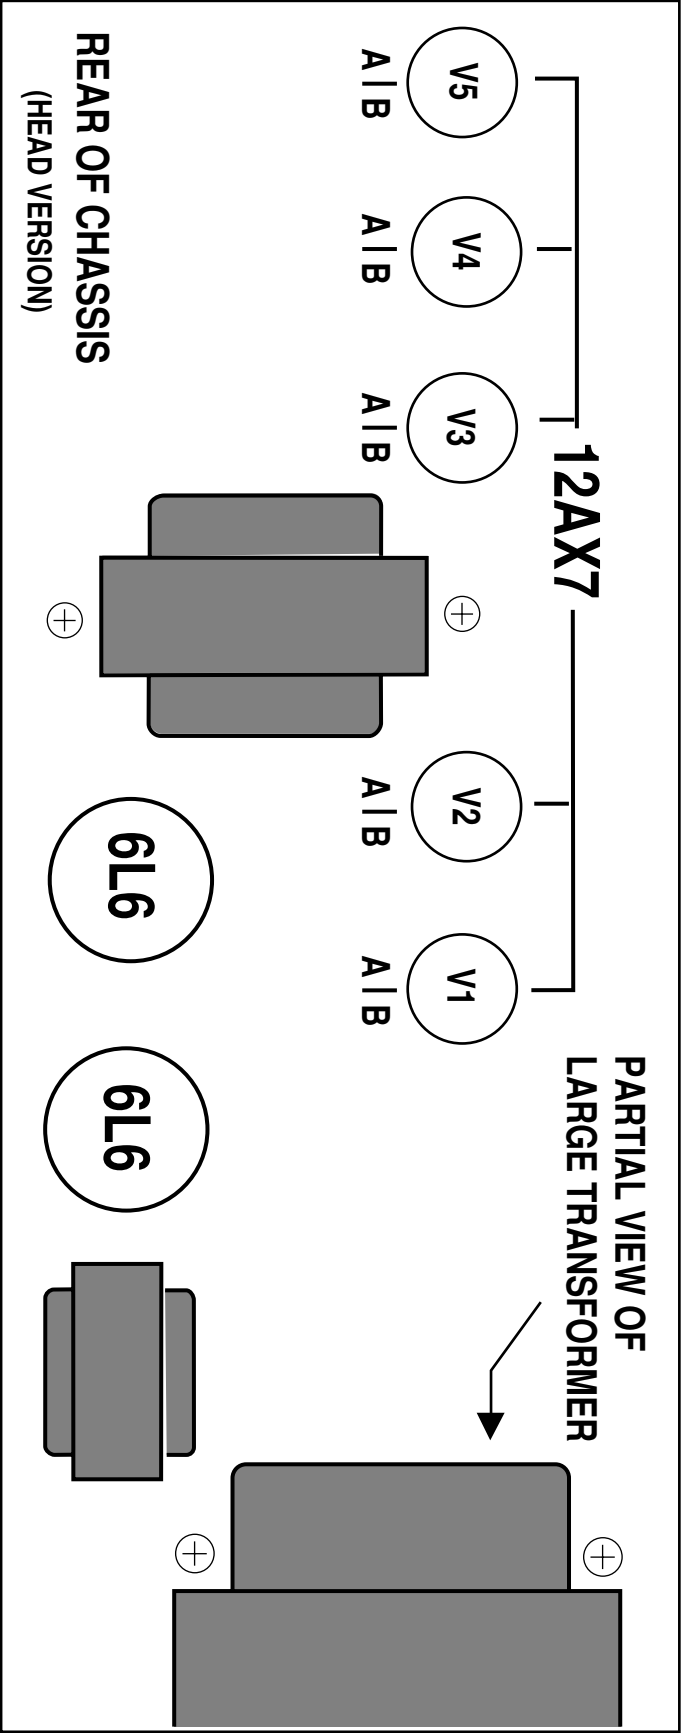 PARTIAL VIEW OF
LARGE TRANSFORMER
12AX7
V5 V4 V3 V2 V1
A|B A|B A|B A|B A|B
6L6 6L6
REAR OF CHASSIS
(HEAD VERSION)